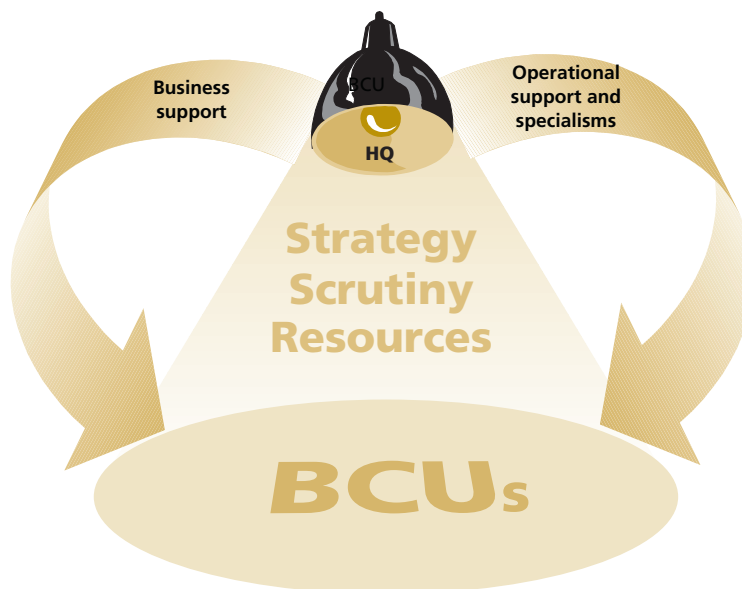 Business
support
BCU
Operational
support and
specialisms
HQ
Strategy
Scrutiny
Resources
BCUs